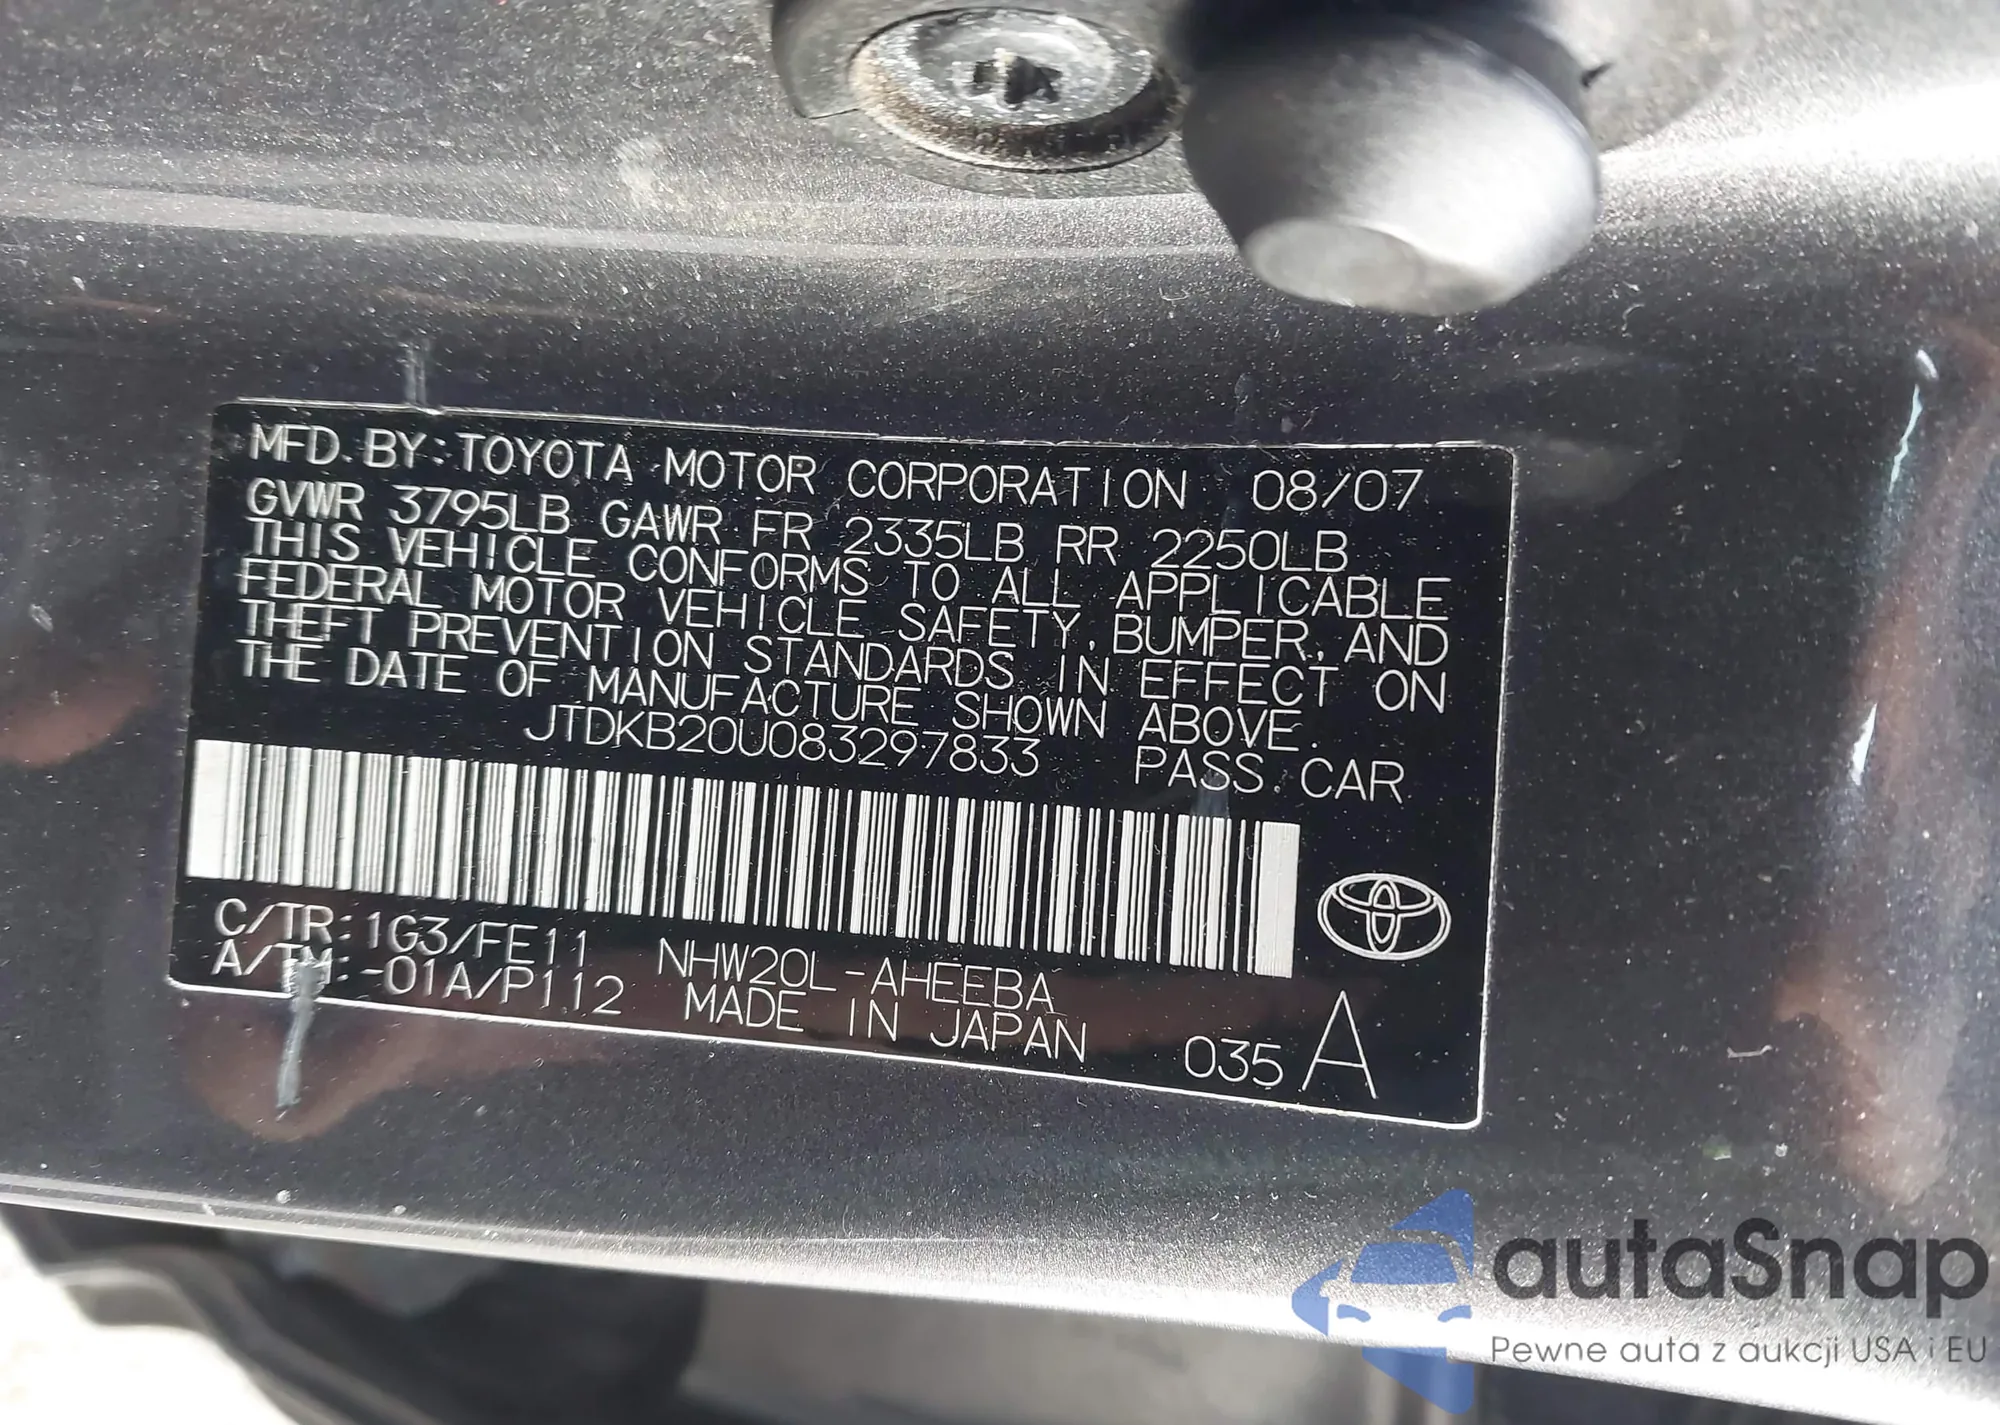 MFD. BY: TOYOTA MOTOR CORPORATION 08/07
GVWR 3795LB GAWR FR 2335LB RR 2250LB
THIS VEHICLE CONFORMS TO ALL APPLICABLE
FEDERAL MOTOR VEHICLE SAFETY, BUMPER, AND
THEFT PREVENTION STANDARDS IN EFFECT ON
THE DATE OF MANUFACTURE SHOWN ABOVE.
JTDKB20U083297833 PASS. CAR
C/TR: 1G3/FE11 NHW20L-AHEEBA
A/TM: -01A/P112 MADE IN JAPAN 035 A
autaSnap
Pewne auta z aukcji USA i EU